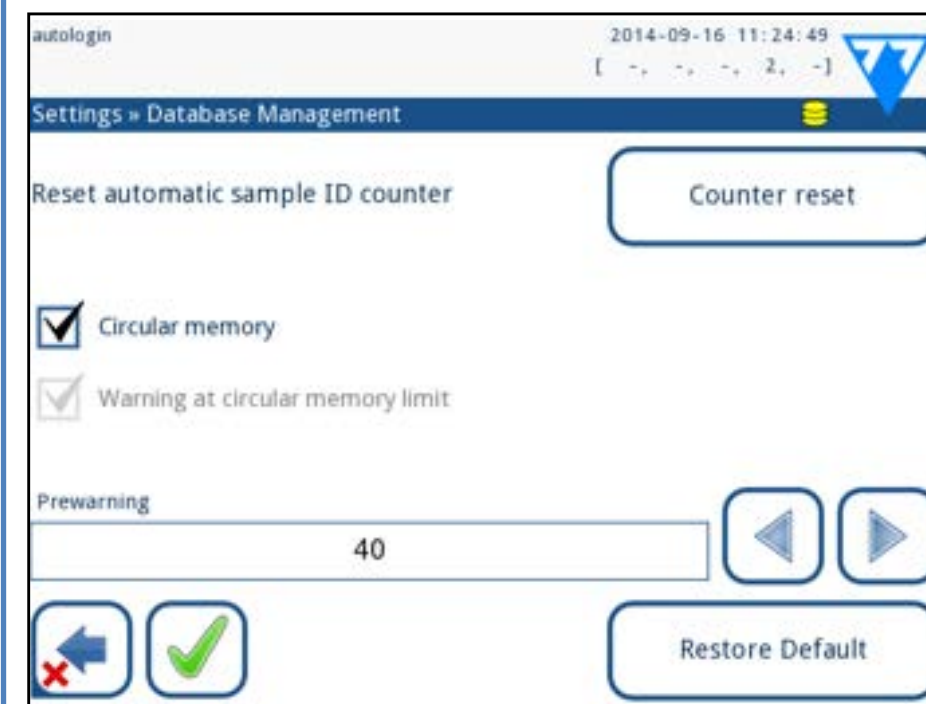 autologin
2014-09-16 11:24:49
[ -, -, -, 2, -]
Settings » Database Management
Reset automatic sample ID counter
Counter reset
Circular memory
Warning at circular memory limit
Prewarning
40
Restore Default